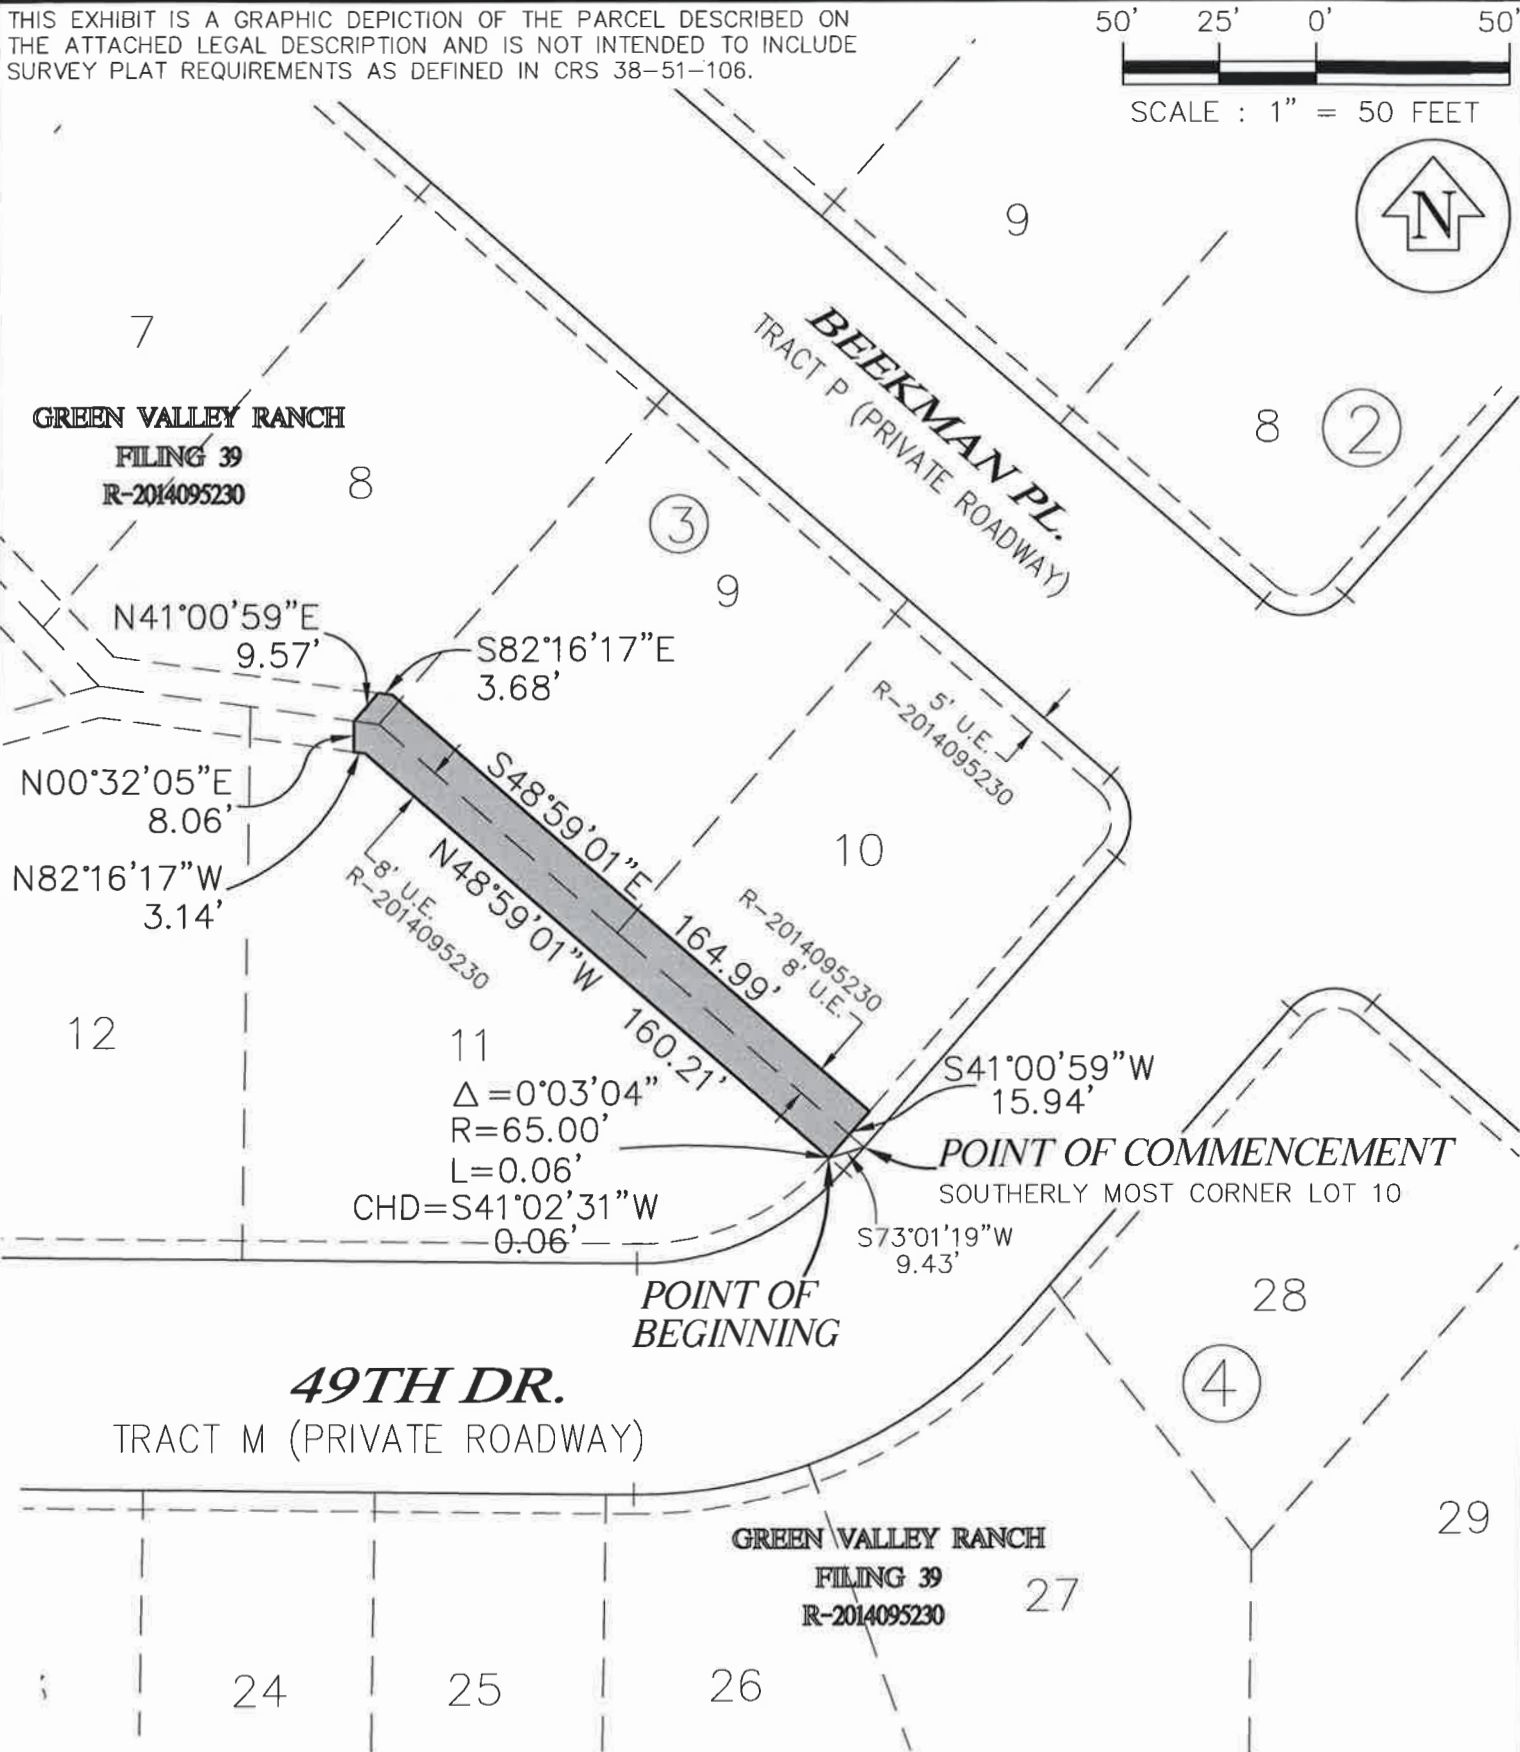 THIS EXHIBIT IS A GRAPHIC DEPICTION OF THE PARCEL DESCRIBED ON
THE ATTACHED LEGAL DESCRIPTION AND IS NOT INTENDED TO INCLUDE
SURVEY PLAT REQUIREMENTS AS DEFINED IN CRS 38-51-106.
50' 25' 0' 50'
SCALE : 1" = 50 FEET
N
9
7
BEEKMAN PL.
TRACT P (PRIVATE ROADWAY)
GREEN VALLEY RANCH
FILING 39
R-2014095230
8
8
2
3
9
N41°00'59"E
9.57'
S82°16'17"E
3.68'
5' U.E.
R-2014095230
N00°32'05"E
8.06'
S48°59'01"E
164.99'
10
N82°16'17"W
3.14'
8' U.E.
R-2014095230
N48°59'01"W
160.21'
R-2014095230
8' U.E.
12
11
Δ=0°03'04"
R=65.00'
L=0.06'
CHD=S41°02'31"W
0.06'
S41°00'59"W
15.94'
POINT OF COMMENCEMENT
SOUTHERLY MOST CORNER LOT 10
S73°01'19"W
9.43'
POINT OF
BEGINNING
28
4
49TH DR.
TRACT M (PRIVATE ROADWAY)
29
GREEN VALLEY RANCH
FILING 39
R-2014095230
27
24
25
26